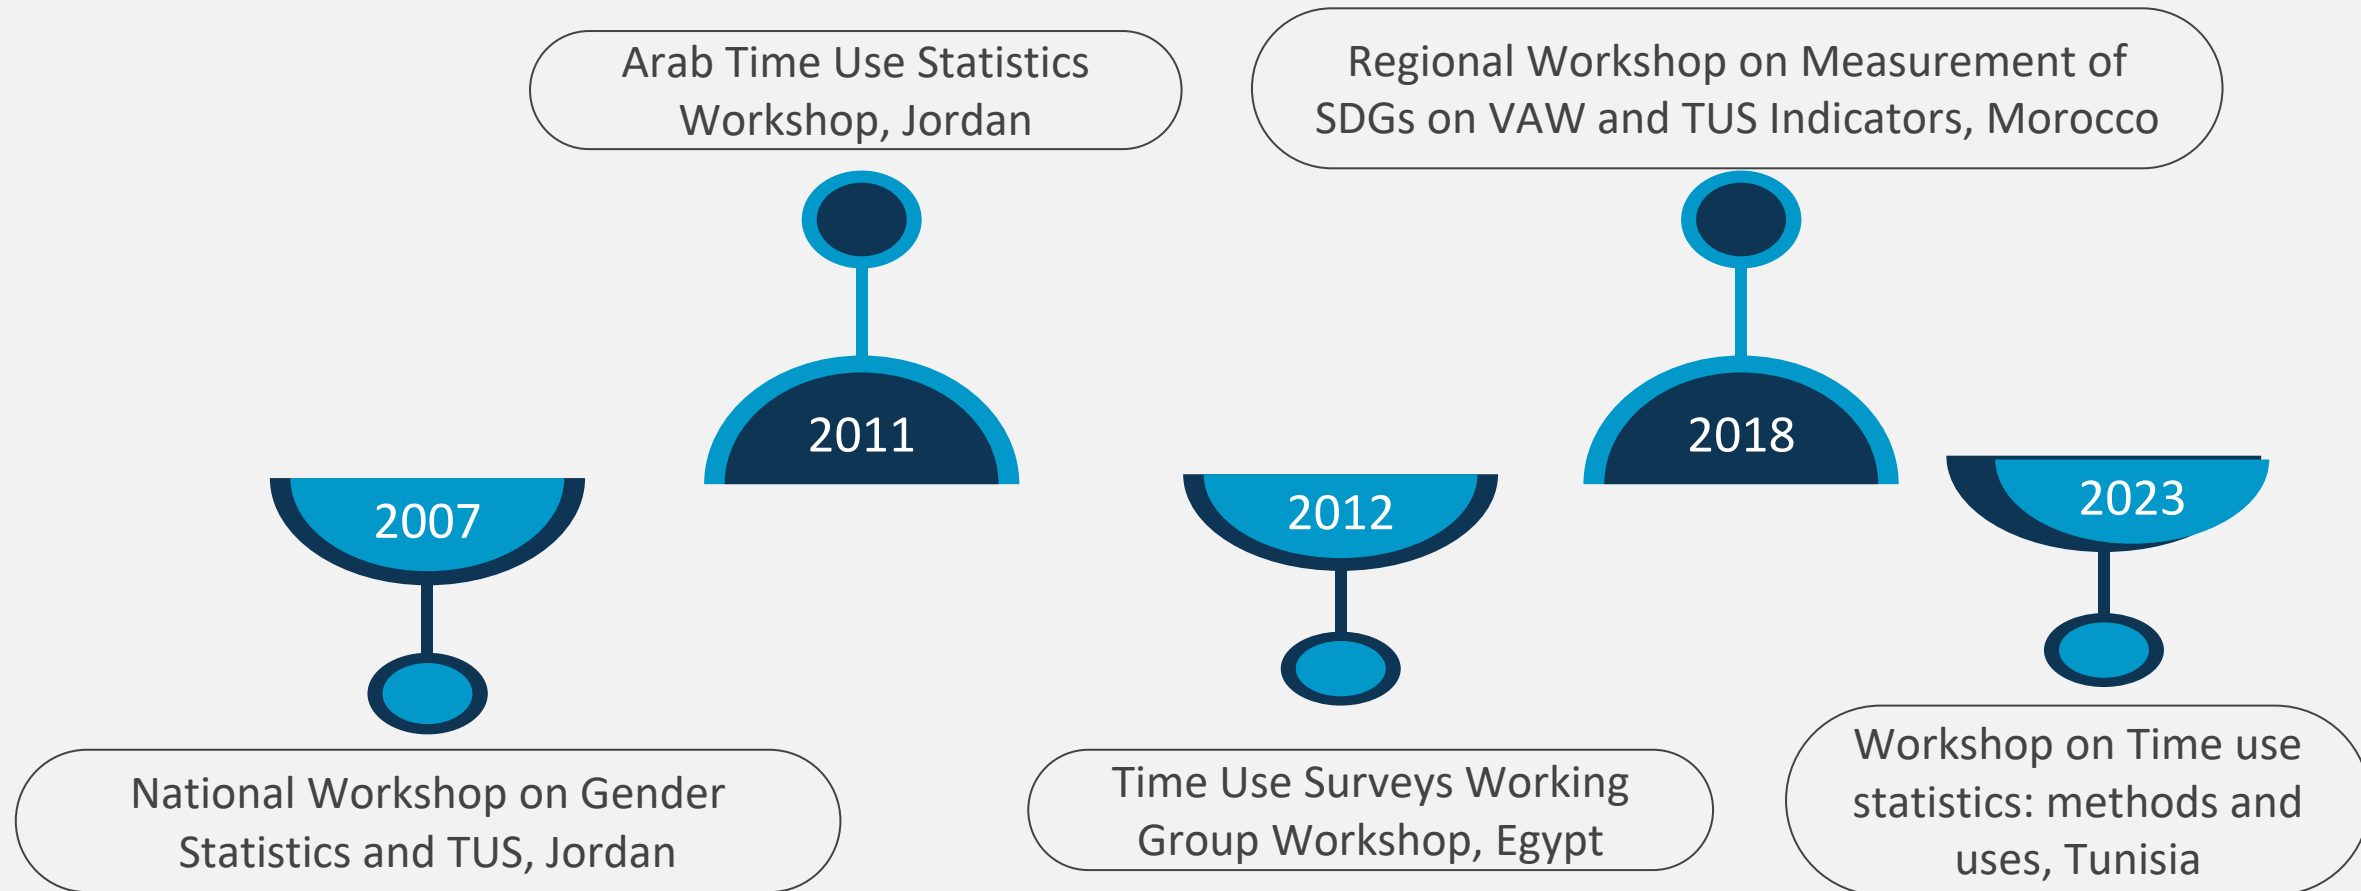 Arab Time Use Statistics
Workshop, Jordan
Regional Workshop on Measurement of
SDGs on VAW and TUS Indicators, Morocco
2011
2018
2007
2012
2023
National Workshop on Gender
Statistics and TUS, Jordan
Time Use Surveys Working
Group Workshop, Egypt
Workshop on Time use
statistics: methods and
uses, Tunisia